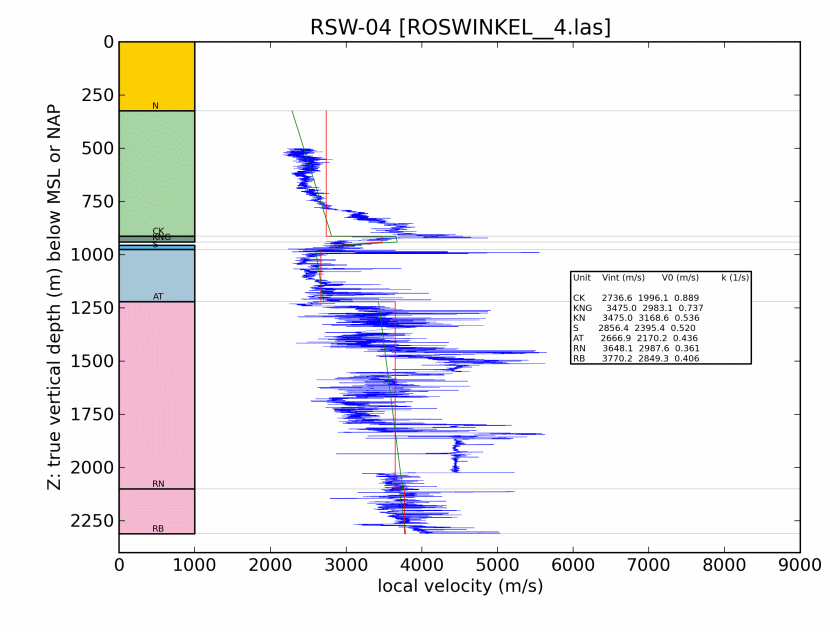 RSW-04 [ROSWINKEL__4.las]
Z: true vertical depth (m) below MSL or NAP
0
250
500
750
1000
1250
1500
1750
2000
2250
N
CK
KNG
S
AT
RN
RB
Unit Vint (m/s) V0 (m/s) k (1/s)
CK 2736.6 1996.1 0.889
KNG 3475.0 2983.1 0.737
KN 3475.0 3168.6 0.536
S 2856.4 2395.4 0.520
AT 2666.9 2170.2 0.436
RN 3648.1 2987.6 0.361
RB 3770.2 2849.3 0.406
0 1000 2000 3000 4000 5000 6000 7000 8000 9000
local velocity (m/s)